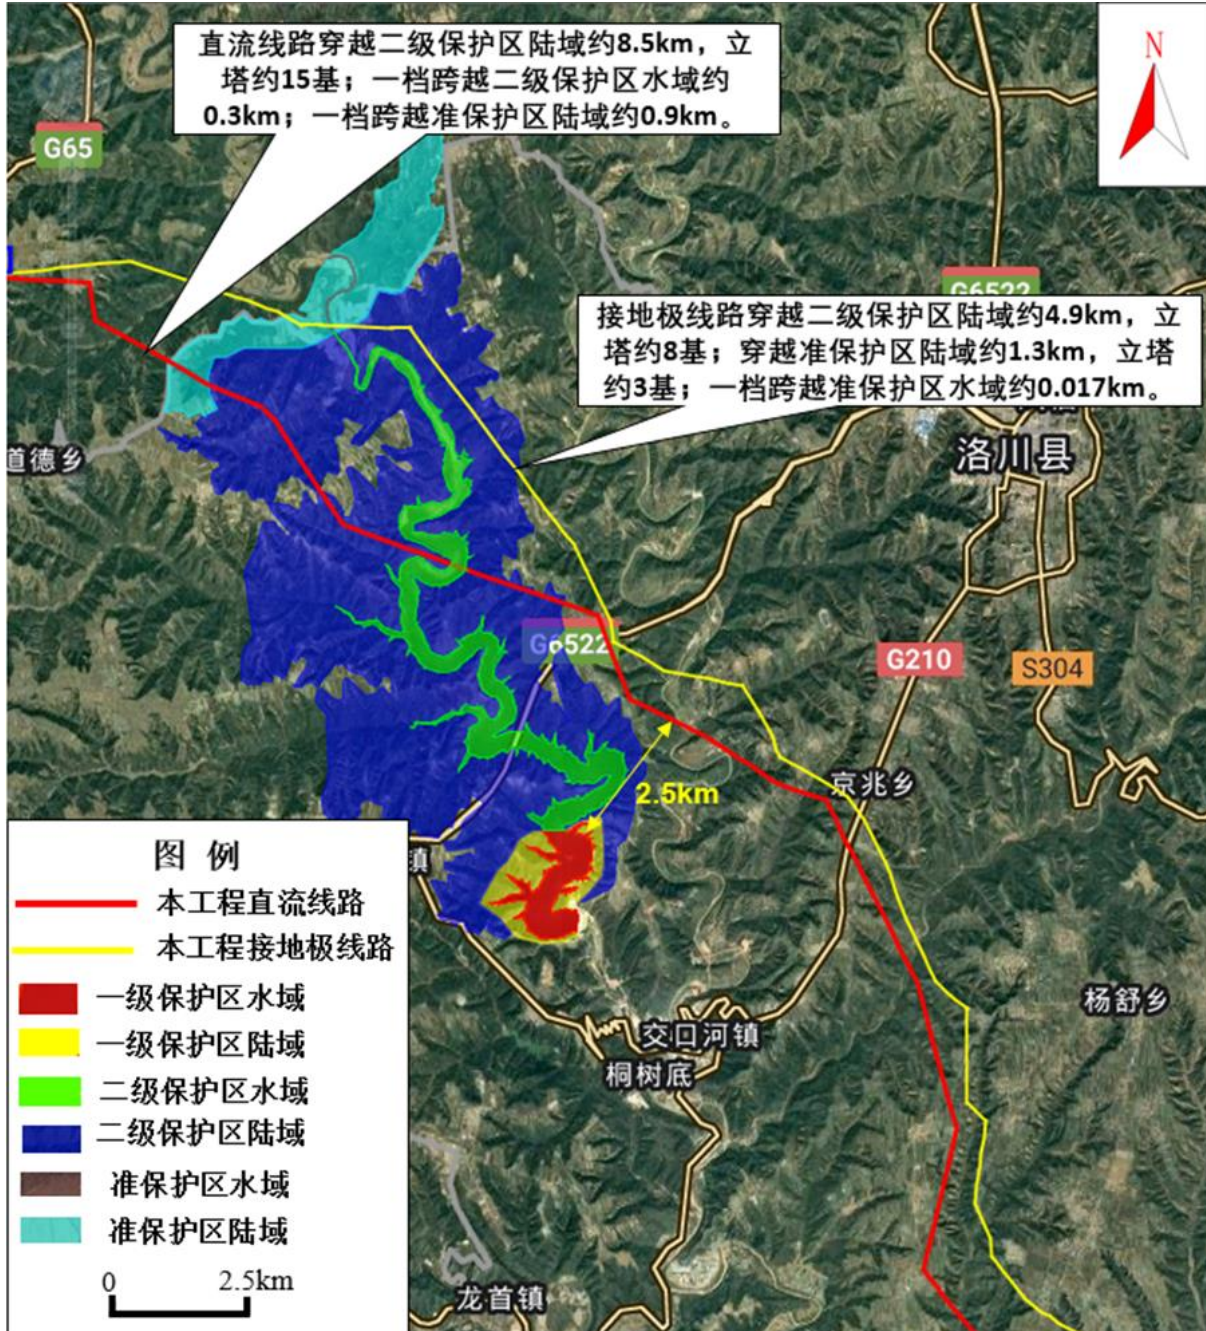 直流线路穿越二级保护区陆域约8.5km，立
塔约15基；一档跨越二级保护区水域约
0.3km；一档跨越准保护区陆域约0.9km。
N
G65
G6522
接地极线路穿越二级保护区陆域约4.9km，立
塔约8基；穿越准保护区陆域约1.3km，立塔
约3基；一档跨越准保护区水域约0.017km。
道德乡
洛川县
G6522
G210
S304
2.5km
京兆乡
镇
杨舒乡
交口河镇
桐树底
龙首镇
图 例
本工程直流线路
本工程接地极线路
一级保护区水域
一级保护区陆域
二级保护区水域
二级保护区陆域
准保护区水域
准保护区陆域
0 2.5km